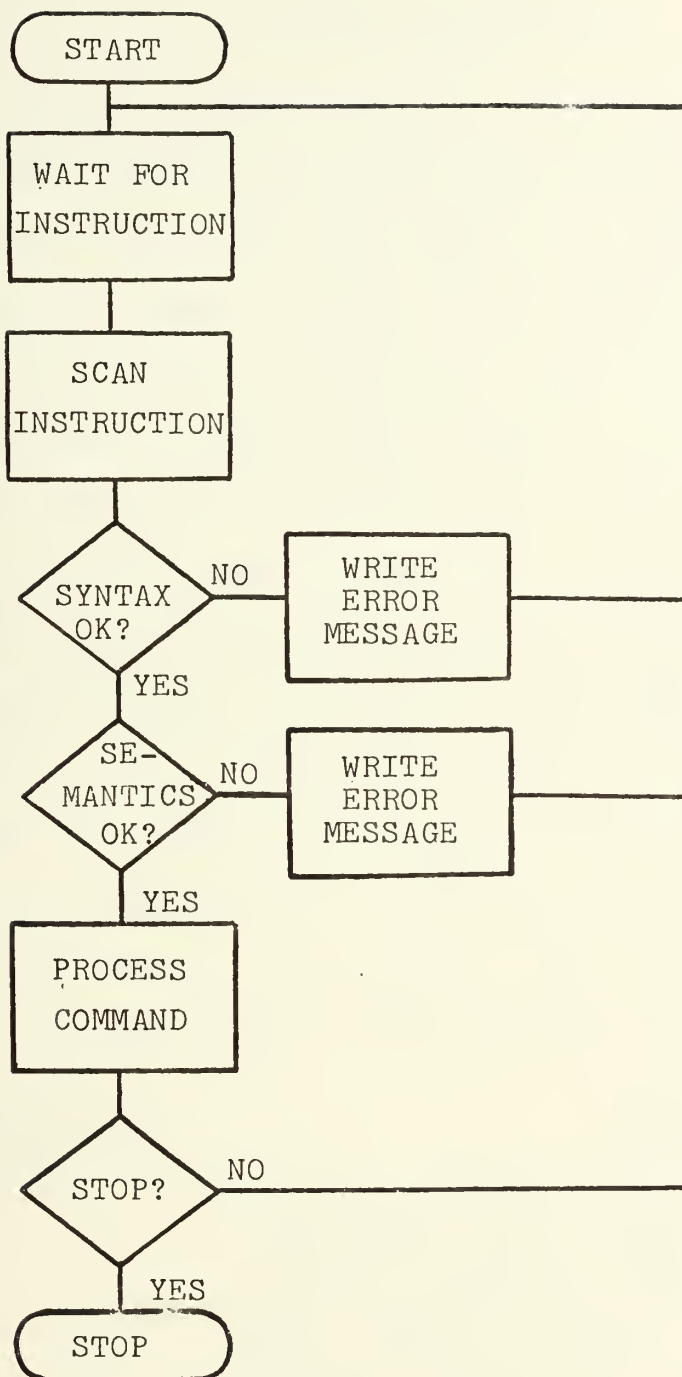 START
WAIT FOR
INSTRUCTION
SCAN
INSTRUCTION
SYNTAX
OK?
NO
WRITE
ERROR
MESSAGE
YES
SE-
MANTICS
OK?
NO
WRITE
ERROR
MESSAGE
YES
PROCESS
COMMAND
STOP?
NO
YES
STOP